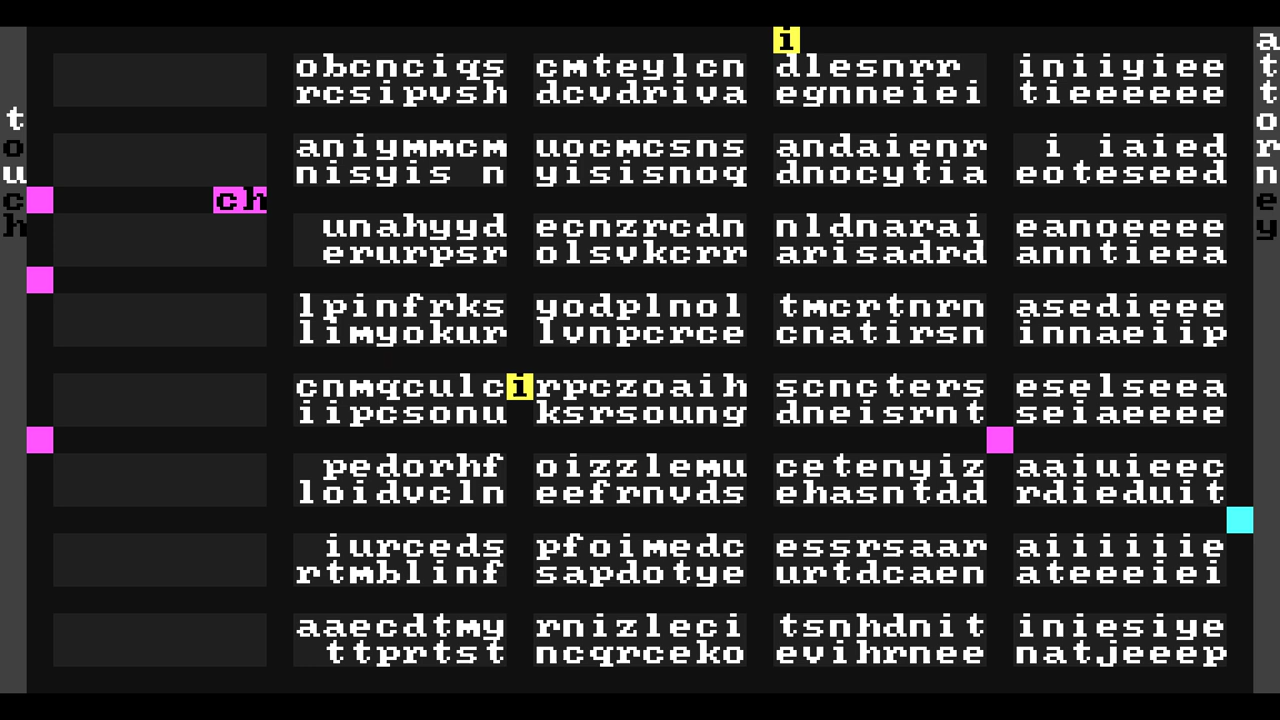 i
obcnciqs cmteylcn dlesnrr iniiyiee
rcsipvsh dcvdriva egnneiei tieeeeee
aniymmcm uocmcsns andaienr i iaied
nisyis n yisisnoq dnocytia eoteseed
ch
unahyyd ecnzrcdn nldnarai eanoeeee
erurpsr olsvkcrr arisadrd anntieea
lpinfrks yodplnol tmcrtnrn asedieee
limyokur lvnpcrce cnatirsn innaeiip
cnmqculc i rpczoaih scncters eselseea
iipcsonu ksrsoung dneisrnt seiaeeee
pedorhf oizzlemu cetenyiz aaiuieec
loidvcln eefrnvds ehasntdd rdieduit
iurceds pfoimedc essrsaar aiiiiiie
rtmblinf sapdotye urtdcaen ateeeiei
aaecdtmy rnizleci tsnhdnit iniesiye
ttprtst ncqrceko evihrnee natjeeep
touch
attorney